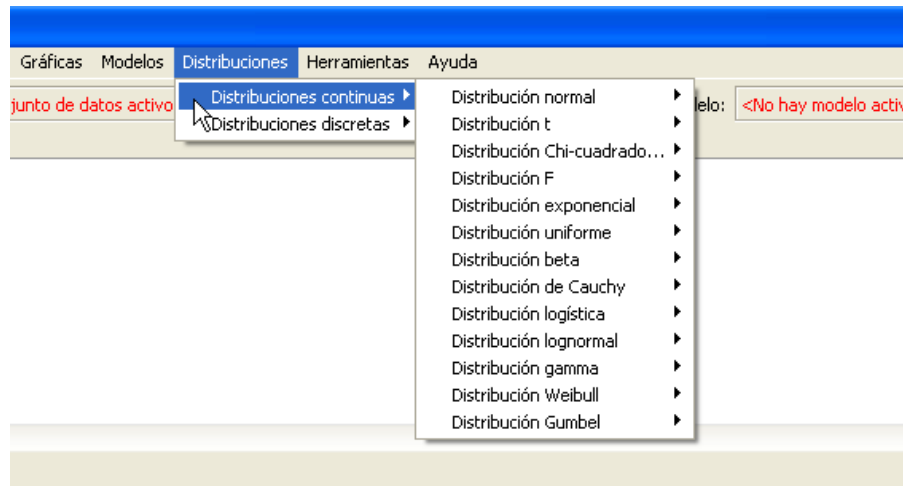 Gráficas Modelos Distribuciones Herramientas Ayuda
junto de datos activo
Distribuciones continuas
Distribuciones discretas
Distribución normal
Distribución t
Distribución Chi-cuadrado...
Distribución F
Distribución exponencial
Distribución uniforme
Distribución beta
Distribución de Cauchy
Distribución logística
Distribución lognormal
Distribución gamma
Distribución Weibull
Distribución Gumbel
elo: <No hay modelo activ